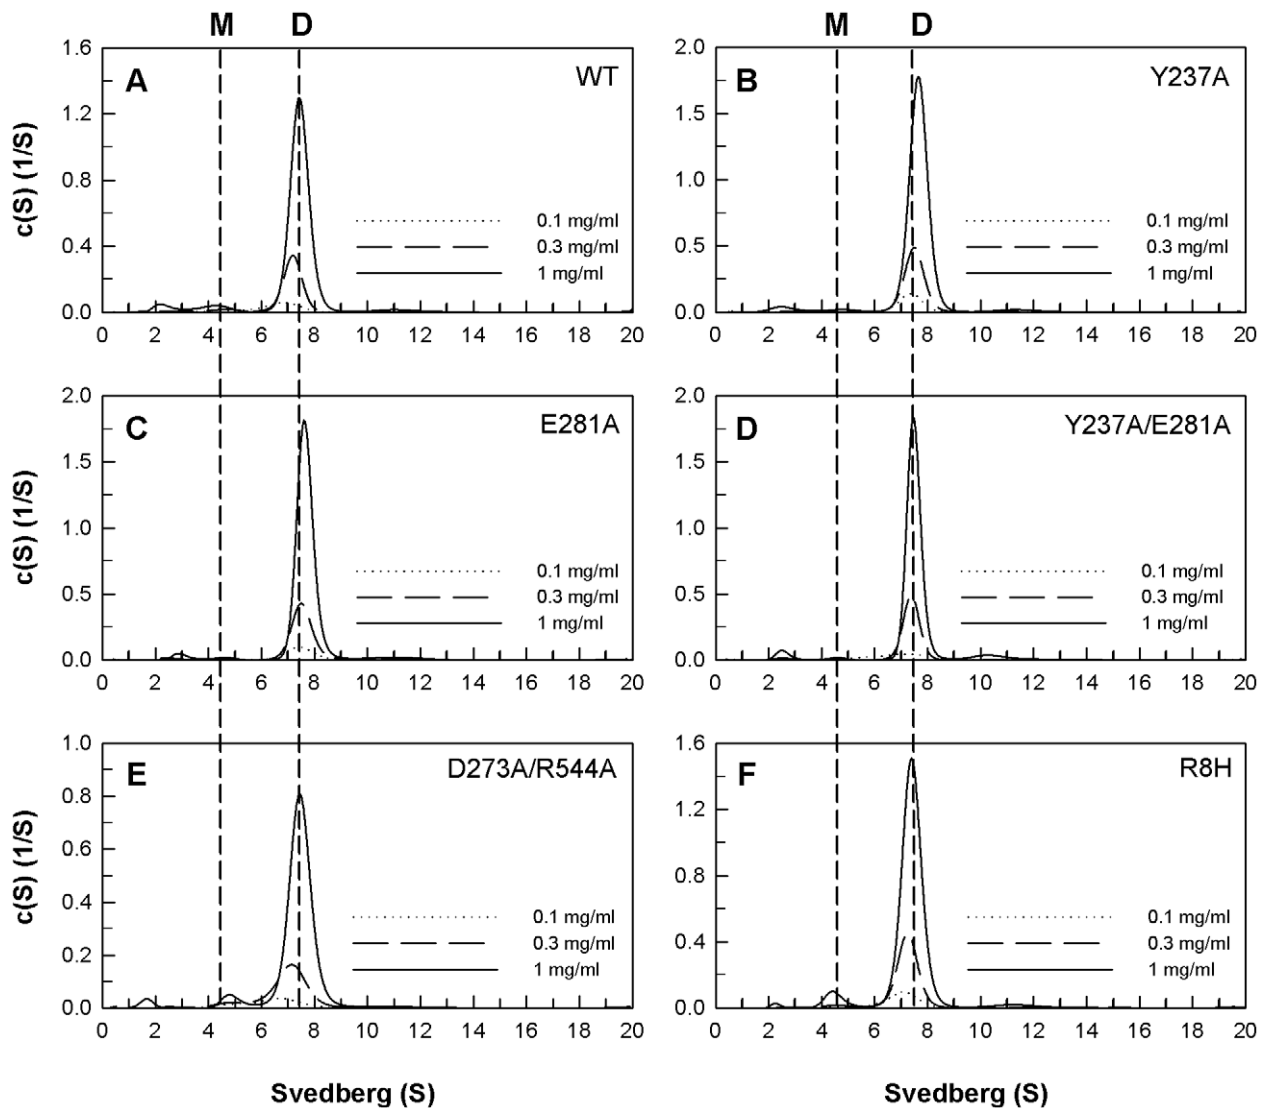 M D
M D
A
WT
1.6
1.2
0.8
0.4
0.0
c(S) (1/S)
0.1 mg/ml
0.3 mg/ml
1 mg/ml
0 2 4 6 8 10 12 14 16 18 20
B
Y237A
2.0
1.5
1.0
0.5
0.0
0.1 mg/ml
0.3 mg/ml
1 mg/ml
0 2 4 6 8 10 12 14 16 18 20
C
E281A
2.0
1.5
1.0
0.5
0.0
c(S) (1/S)
0.1 mg/ml
0.3 mg/ml
1 mg/ml
0 2 4 6 8 10 12 14 16 18 20
D
Y237A/E281A
2.0
1.5
1.0
0.5
0.0
0.1 mg/ml
0.3 mg/ml
1 mg/ml
0 2 4 6 8 10 12 14 16 18 20
E
D273A/R544A
1.0
0.8
0.6
0.4
0.2
0.0
c(S) (1/S)
0.1 mg/ml
0.3 mg/ml
1 mg/ml
0 2 4 6 8 10 12 14 16 18 20
Svedberg (S)
F
R8H
1.6
1.2
0.8
0.4
0.0
0.1 mg/ml
0.3 mg/ml
1 mg/ml
0 2 4 6 8 10 12 14 16 18 20
Svedberg (S)